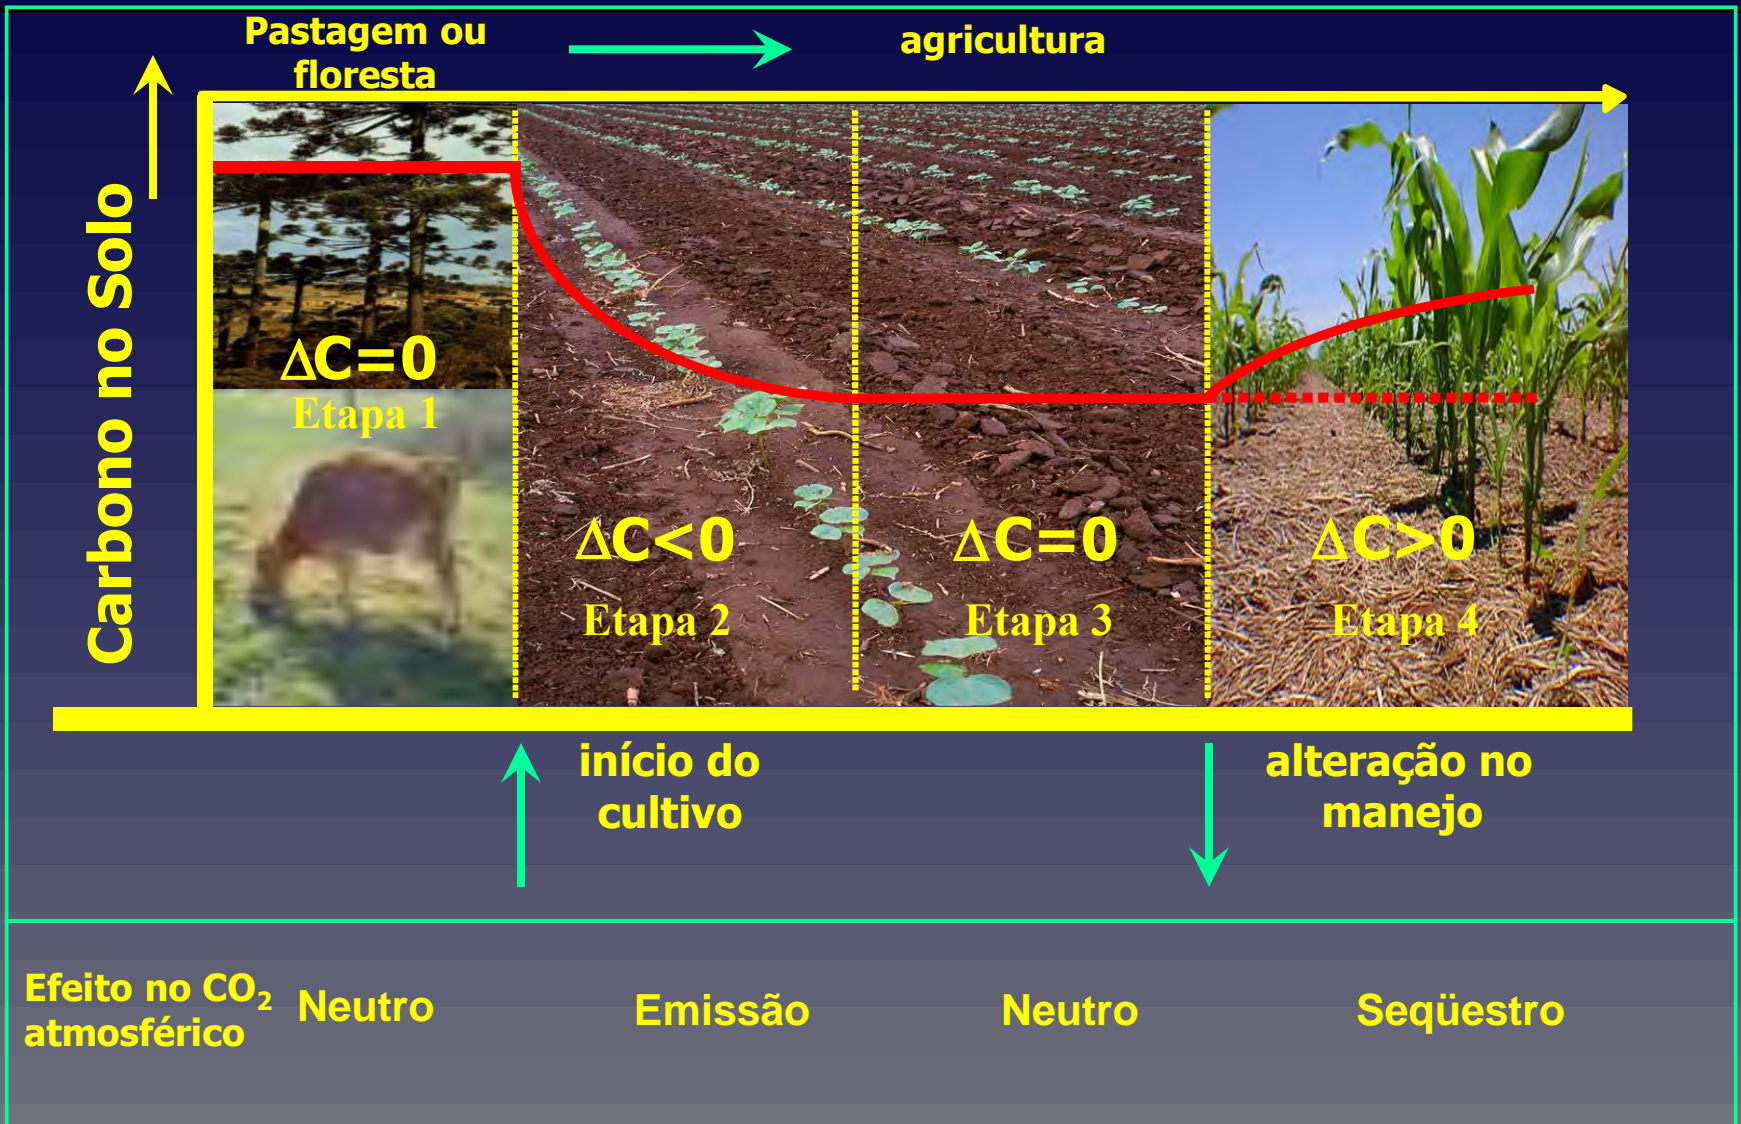 Pastagem ou
floresta
agricultura
Carbono no Solo
ΔC=0
Etapa 1
ΔC<0
Etapa 2
ΔC=0
Etapa 3
ΔC>0
Etapa 4
início do
cultivo
alteração no
manejo
Efeito no CO₂
atmosférico
Neutro
Emissão
Neutro
Seqüestro